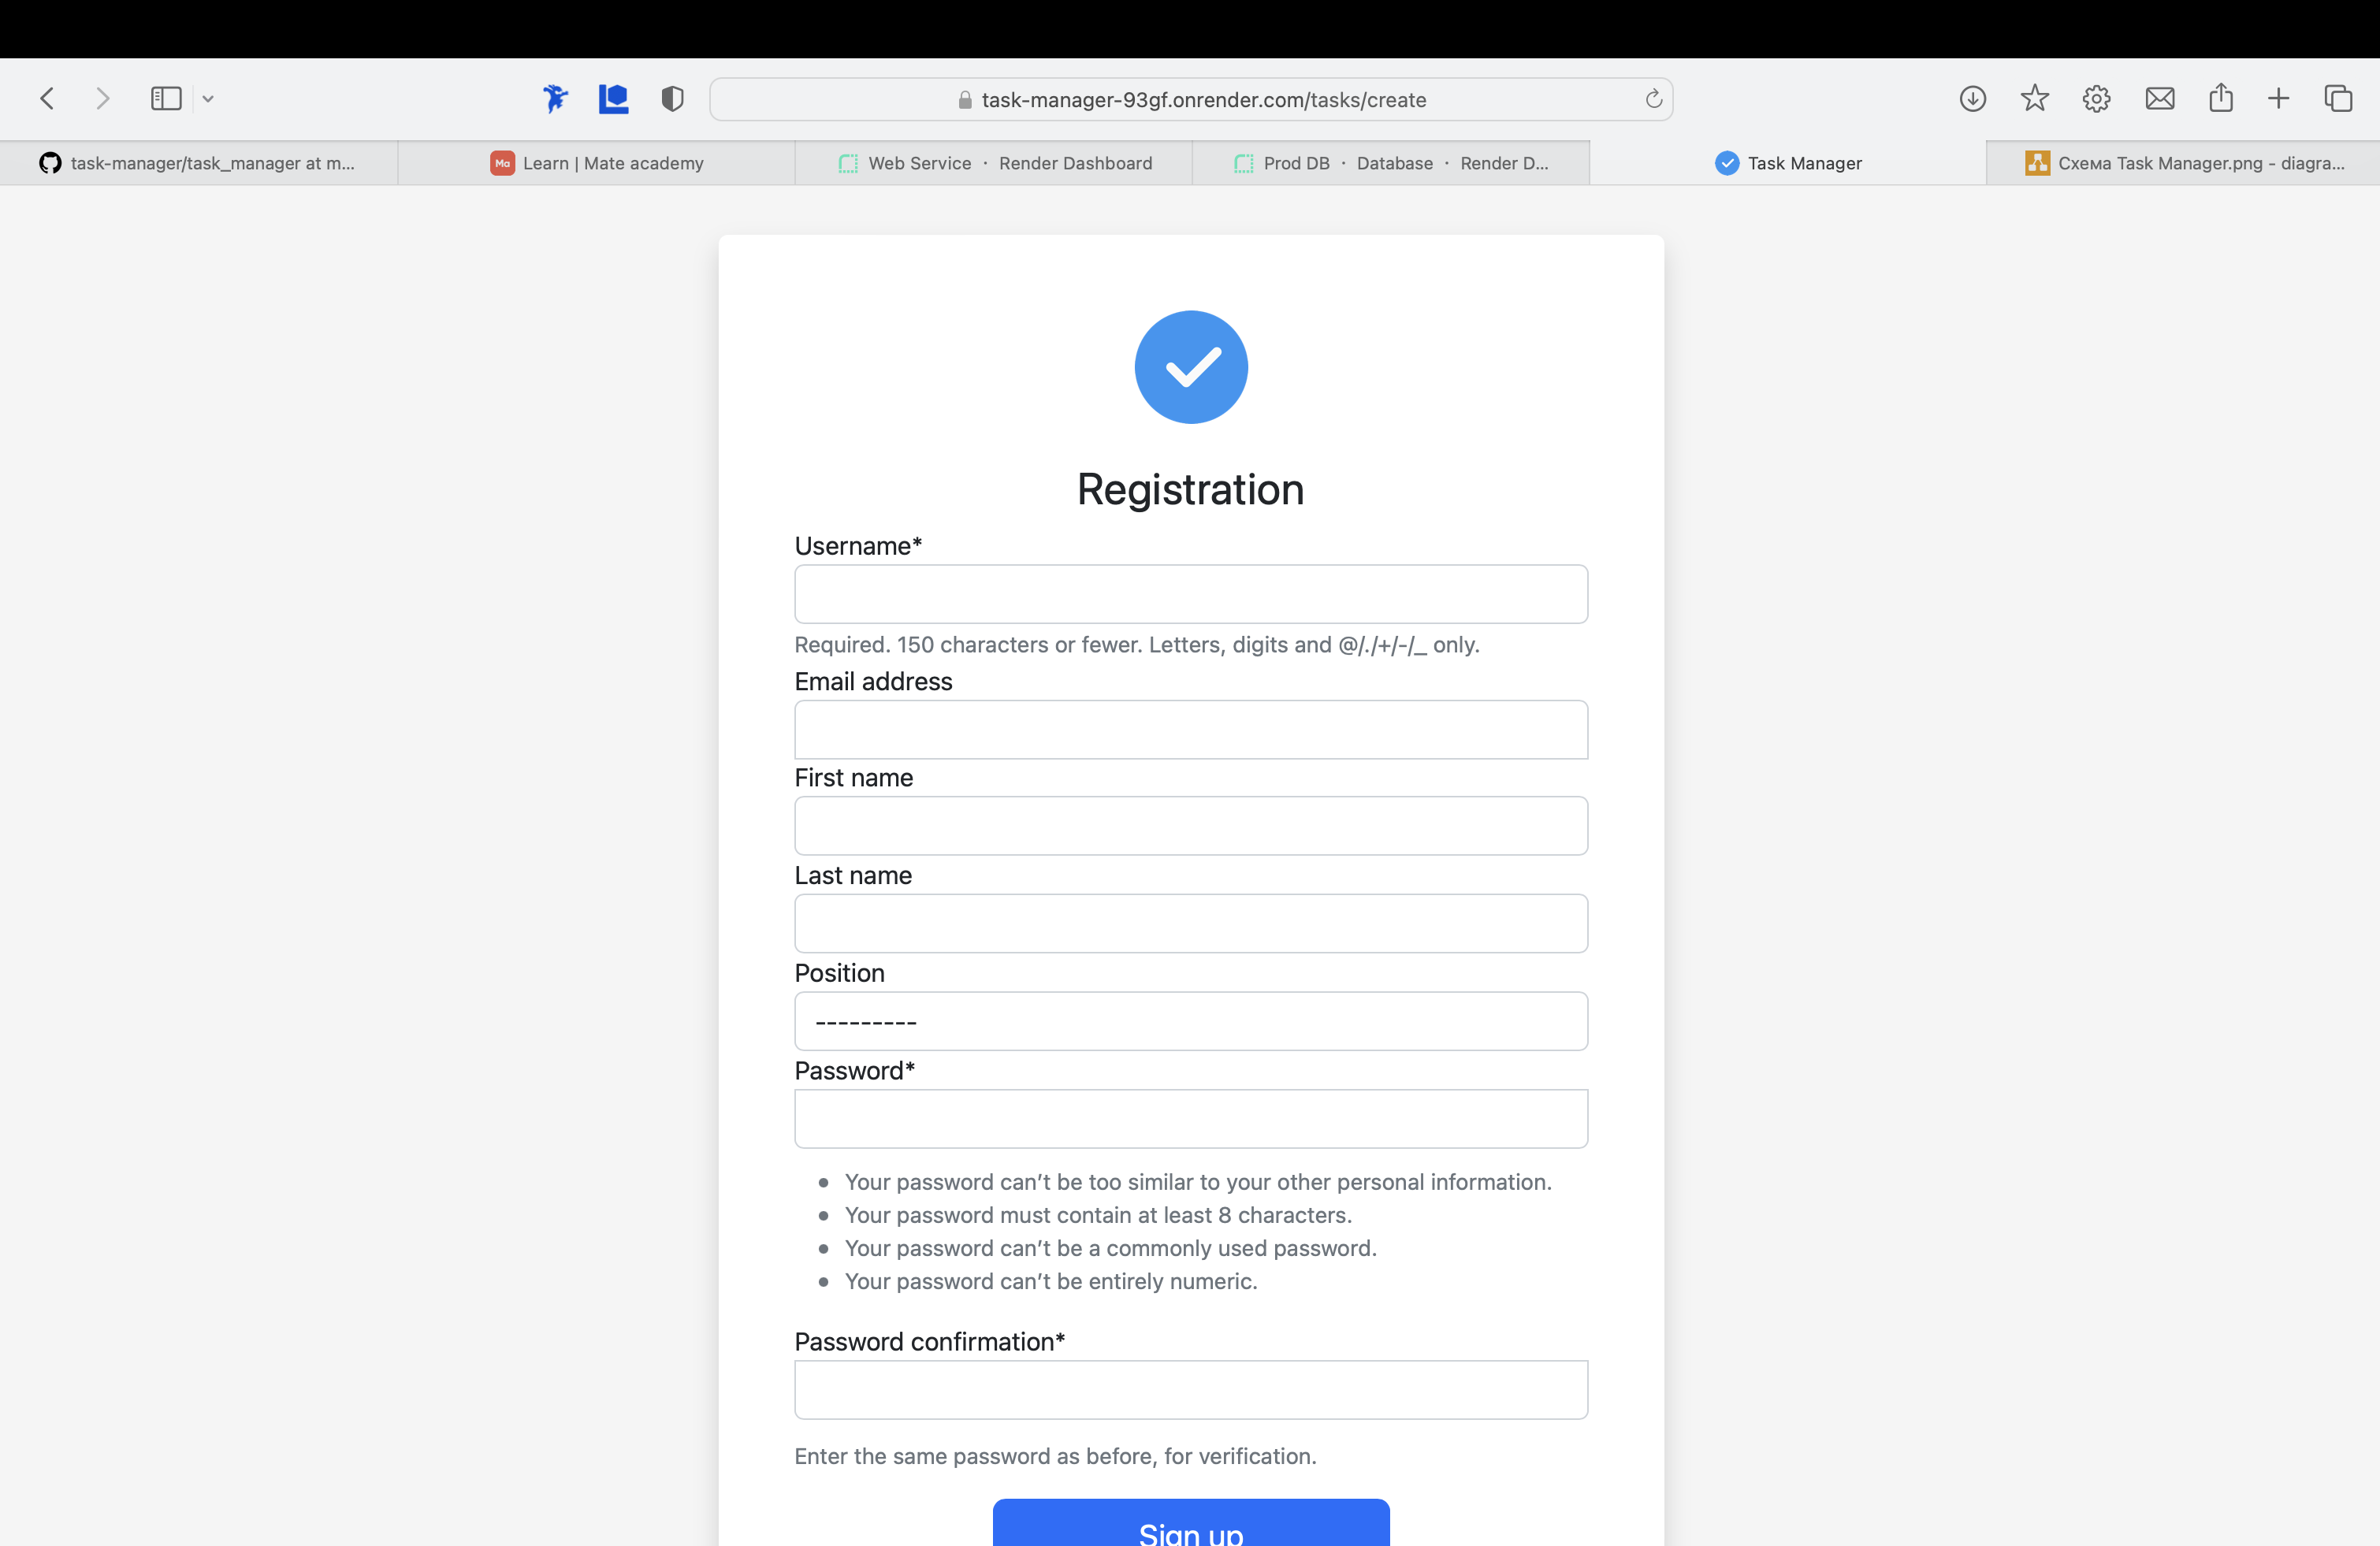 task-manager-93gf.onrender.com/tasks/create
task-manager/task_manager at m...
Ma
Learn | Mate academy
Web Service · Render Dashboard
Prod DB · Database · Render D...
Task Manager
Схема Task Manager.png - diagra...
Registration
Username*
Required. 150 characters or fewer. Letters, digits and @/./+/-/_ only.
Email address
First name
Last name
Position
---------
Password*
Your password can’t be too similar to your other personal information.
Your password must contain at least 8 characters.
Your password can’t be a commonly used password.
Your password can’t be entirely numeric.
Password confirmation*
Enter the same password as before, for verification.
Sign up